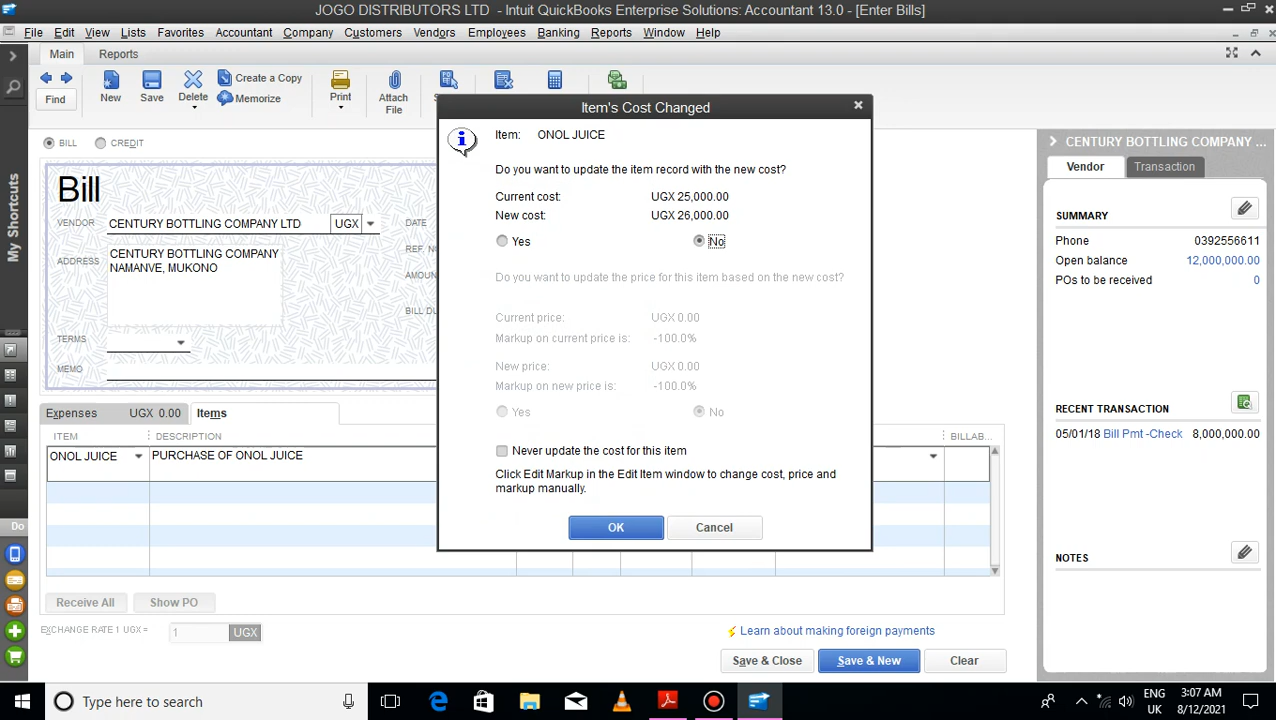 JOGO DISTRIBUTORS LTD - Intuit QuickBooks Enterprise Solutions: Accountant 13.0 - [Enter Bills]
File Edit View Lists Favorites Accountant Company Customers Vendors Employees Banking Reports Window Help
Main Reports
Find New Save Delete Create a Copy
Memorize
Print Attach
File
My Shortcuts
Do
BILL CREDIT
Bill
VENDOR CENTURY BOTTLING COMPANY LTD UGX DATE
ADDRESS CENTURY BOTTLING COMPANY
NAMANVE, MUKONO
REF. N
AMOUN
BILL DU
TERMS
MEMO
Expenses UGX 0.00 Items
ITEM DESCRIPTION BILLAB...
ONOL JUICE PURCHASE OF ONOL JUICE
Receive All Show PO
EXCHANGE RATE 1 UGX = 1 UGX
Learn about making foreign payments
Save & Close Save & New Clear
Item's Cost Changed
Item: ONOL JUICE
Do you want to update the item record with the new cost?
Current cost: UGX 25,000.00
New cost: UGX 26,000.00
Yes No
Do you want to update the price for this item based on the new cost?
Current price: UGX 0.00
Markup on current price is: -100.0%
New price: UGX 0.00
Markup on new price is: -100.0%
Yes No
Never update the cost for this item
Click Edit Markup in the Edit Item window to change cost, price and
markup manually.
OK Cancel
CENTURY BOTTLING COMPANY ...
Vendor Transaction
SUMMARY
Phone 0392556611
Open balance 12,000,000.00
POs to be received 0
RECENT TRANSACTION
05/01/18 Bill Pmt -Check 8,000,000.00
NOTES
Type here to search
ENG
UK
3:07 AM
8/12/2021